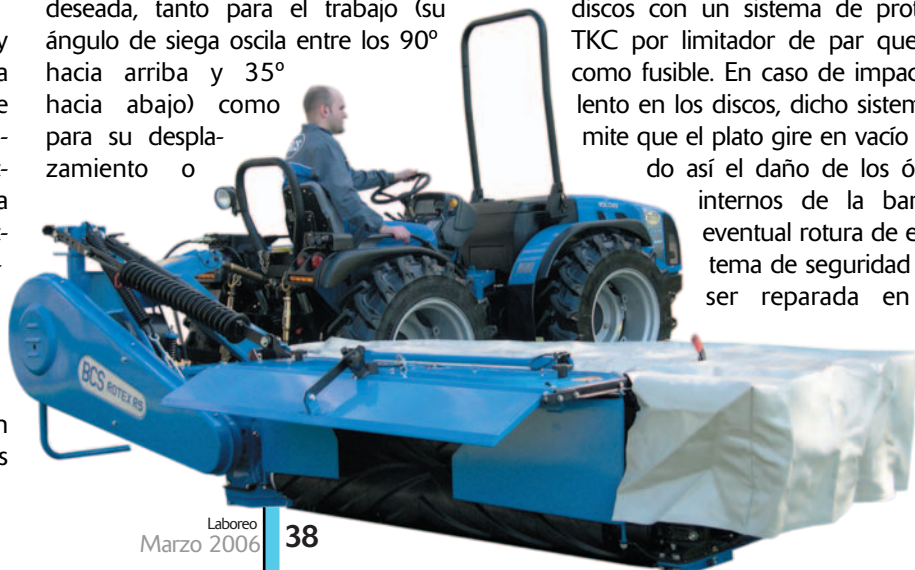 y
a
e
-
-
a
-
-
n
s
deseada, tanto para el trabajo (su
ángulo de siega oscila entre los 90º
hacia arriba y 35º
hacia abajo) como
para su despla-
zamiento o
discos con un sistema de prot
TKC por limitador de par que
como fusible. En caso de impac
lento en los discos, dicho sistem
mite que el plato gire en vacío
do así el daño de los ó
internos de la bar
eventual rotura de e
tema de seguridad
ser reparada en
BCS ROTEX R5
Laboreo
Marzo 2006
38